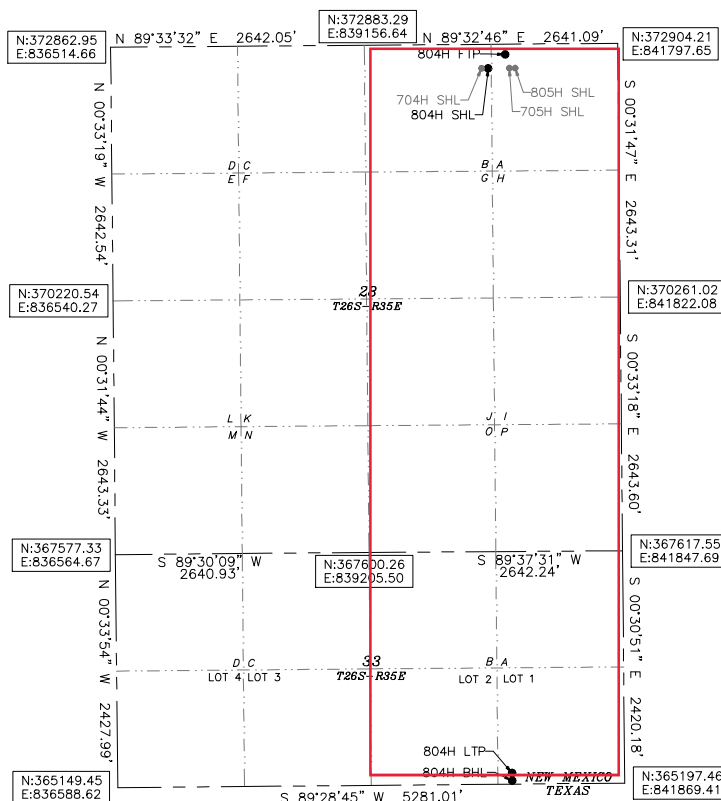 N:372862.95
E:836514.66
N 89°33'32" E 2642.05'
N:372883.29
E:839156.64
N 89°32'46" E 2641.09'
N:372904.21
E:841797.65
804H FTP
704H SHL
804H SHL
805H SHL
705H SHL
N 00°33'19" W 2642.54'
S 00°31'47" E 2643.31'
D C
E F
B A
G H
N:370220.54
E:836540.27
28
T26S-R35E
N:370261.02
E:841822.08
N 00°31'44" W 2643.33'
S 00°33'18" E 2643.60'
L K
M N
J I
O P
N:367577.33
E:836564.67
S 89°30'09" W
2640.93'
N:367600.26
E:839205.50
S 89°37'31" W
2642.24'
N:367617.55
E:841847.69
N 00°33'54" W 2427.99'
S 00°30'51" E 2420.18'
D C
LOT 4 LOT 3
33
T26S-R35E
B A
LOT 2 LOT 1
804H LTP
804H BHL
NEW MEXICO
TEXAS
N:365149.45
E:836588.62
S 89°28'45" W 5281.01'
N:365197.46
E:841869.41